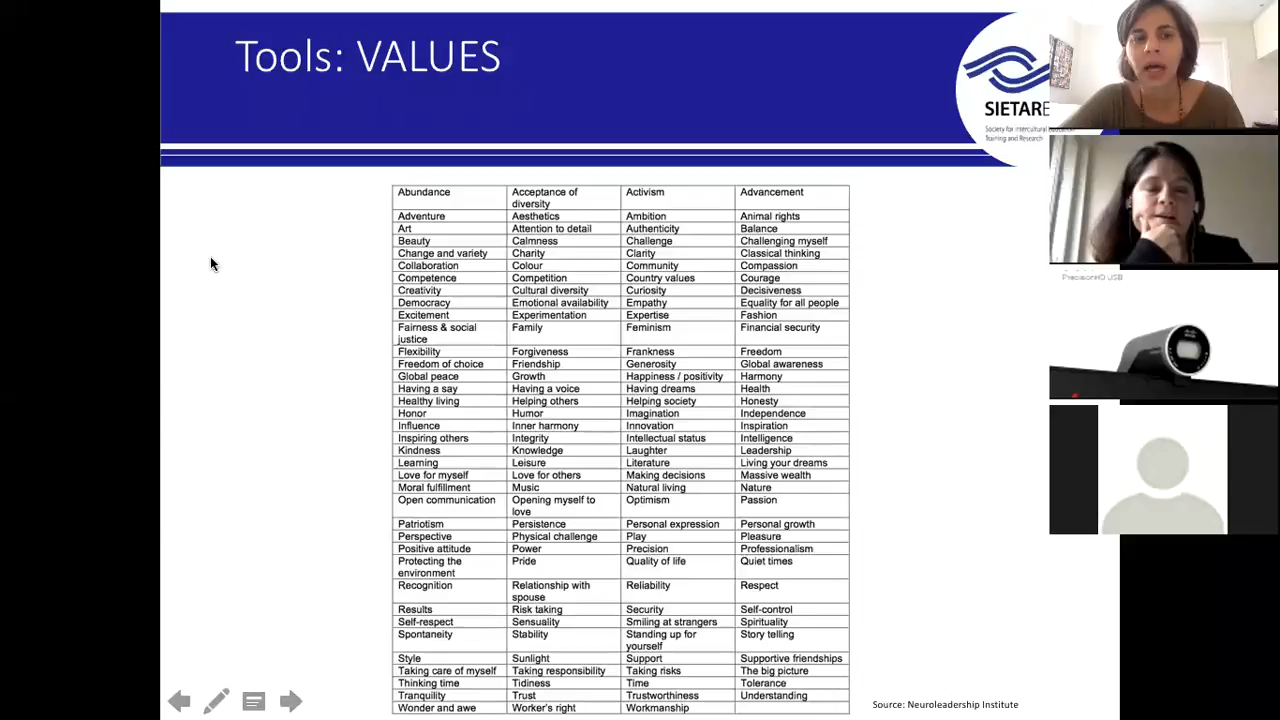 Tools: VALUES
SIETARE
Society for Intercultural Education
Training and Research
PrecisionHD USB
Abundance Acceptance of diversity Activism Advancement
Adventure Aesthetics Ambition Animal rights
Art Attention to detail Authenticity Balance
Beauty Calmness Challenge Challenging myself
Change and variety Charity Clarity Classical thinking
Collaboration Colour Community Compassion
Competence Competition Country values Courage
Creativity Cultural diversity Curiosity Decisiveness
Democracy Emotional availability Empathy Equality for all people
Excitement Experimentation Expertise Fashion
Fairness & social justice Family Feminism Financial security
Flexibility Forgiveness Frankness Freedom
Freedom of choice Friendship Generosity Global awareness
Global peace Growth Happiness / positivity Harmony
Having a say Having a voice Having dreams Health
Healthy living Helping others Helping society Honesty
Honor Humor Imagination Independence
Influence Inner harmony Innovation Inspiration
Inspiring others Integrity Intellectual status Intelligence
Kindness Knowledge Laughter Leadership
Learning Leisure Literature Living your dreams
Love for myself Love for others Making decisions Massive wealth
Moral fulfillment Music Natural living Nature
Open communication Opening myself to love Optimism Passion
Patriotism Persistence Personal expression Personal growth
Perspective Physical challenge Play Pleasure
Positive attitude Power Precision Professionalism
Protecting the environment Pride Quality of life Quiet times
Recognition Relationship with spouse Reliability Respect
Results Risk taking Security Self-control
Self-respect Sensuality Smiling at strangers Spirituality
Spontaneity Stability Standing up for yourself Story telling
Style Sunlight Support Supportive friendships
Taking care of myself Taking responsibility Taking risks The big picture
Thinking time Tidiness Time Tolerance
Tranquility Trust Trustworthiness Understanding
Wonder and awe Worker's right Workmanship
Source: Neuroleadership Institute